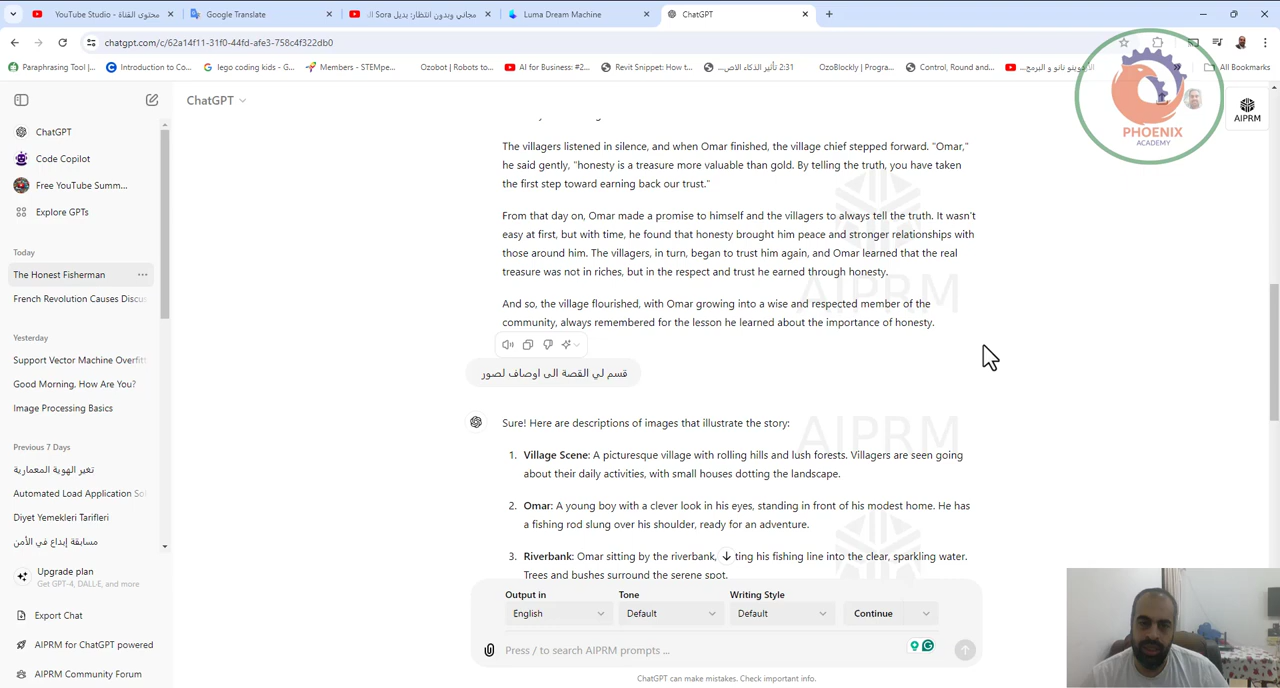 YouTube Studio - محتوى القناة
Google Translate
مجاني وبدون انتظار: بديل Sora ال
Luma Dream Machine
ChatGPT
chatgpt.com/c/62a14f11-31f0-44fd-afe3-758c4f322db0
Paraphrasing Tool |...
Introduction to Co...
lego coding kids - G...
Members - STEMpe...
Comments & Posts to...
AI for Business: #2...
Revit Snippet: How t...
2:31 تأثير الذكاء الاص...
OzoBlockly | Progra...
Control, Round and...
الأردوينو نانو و البرمج...
All Bookmarks
ChatGPT
PHOENIX
ACADEMY
AIPRM
ChatGPT
Code Copilot
Free YouTube Summ...
Explore GPTs
Today
The Honest Fisherman
French Revolution Causes Discus
Yesterday
Support Vector Machine Overfitt
Good Morning, How Are You?
Image Processing Basics
Previous 7 Days
تغير الهوية المعمارية
Automated Load Application Sol
Diyet Yemekleri Tarifleri
مسابقة إبداع في الأمن
Upgrade plan
Get GPT-4, DALL·E, and more
Export Chat
AIPRM for ChatGPT powered
AIPRM Community Forum
The villagers listened in silence, and when Omar finished, the village chief stepped forward. "Omar,"
he said gently, "honesty is a treasure more valuable than gold. By telling the truth, you have taken
the first step toward earning back our trust."
From that day on, Omar made a promise to himself and the villagers to always tell the truth. It wasn't
easy at first, but with time, he found that honesty brought him peace and stronger relationships with
those around him. The villagers, in turn, began to trust him again, and Omar learned that the real
treasure was not in riches, but in the respect and trust he earned through honesty.
And so, the village flourished, with Omar growing into a wise and respected member of the
community, always remembered for the lesson he learned about the importance of honesty.
قسم لي القصة الى اوصاف لصور
Sure! Here are descriptions of images that illustrate the story:
1. Village Scene: A picturesque village with rolling hills and lush forests. Villagers are seen going
about their daily activities, with small houses dotting the landscape.
2. Omar: A young boy with a clever look in his eyes, standing in front of his modest home. He has
a fishing rod slung over his shoulder, ready for an adventure.
3. Riverbank: Omar sitting by the riverbank, ting his fishing line into the clear, sparkling water.
Trees and bushes surround the serene spot.
AIPRM
AIPRM
Output in
Tone
Writing Style
English
Default
Default
Continue
Press / to search AIPRM prompts ...
ChatGPT can make mistakes. Check important info.